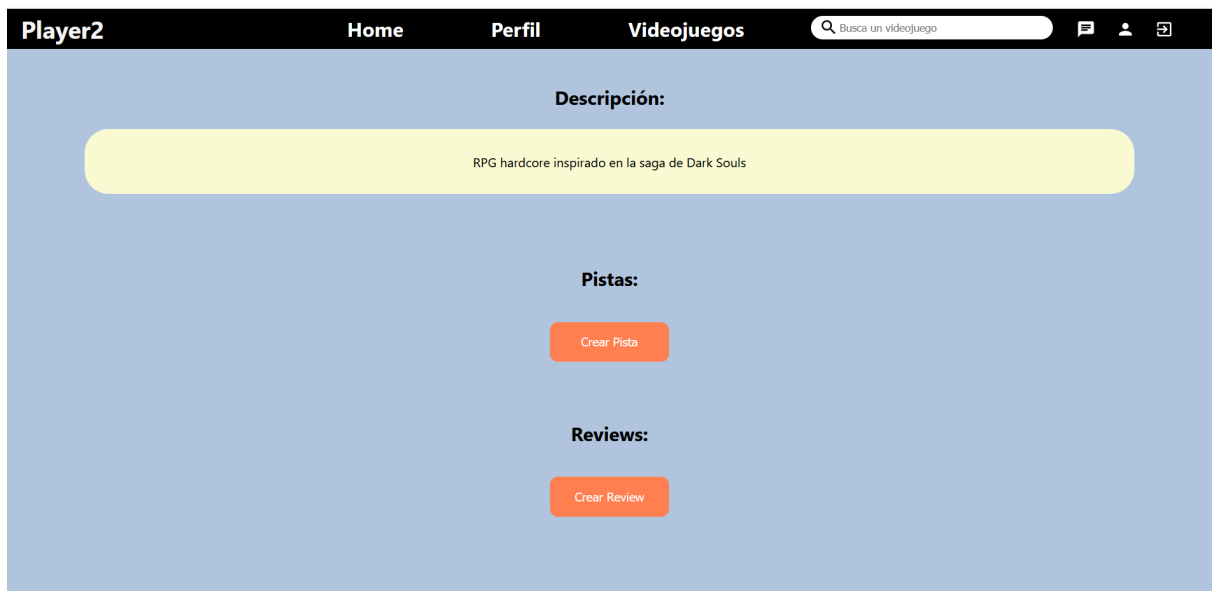 Player2 Home Perfil Videojuegos Busca un videojuego
Descripción:
RPG hardcore inspirado en la saga de Dark Souls
Pistas:
Crear Pista
Reviews:
Crear Review